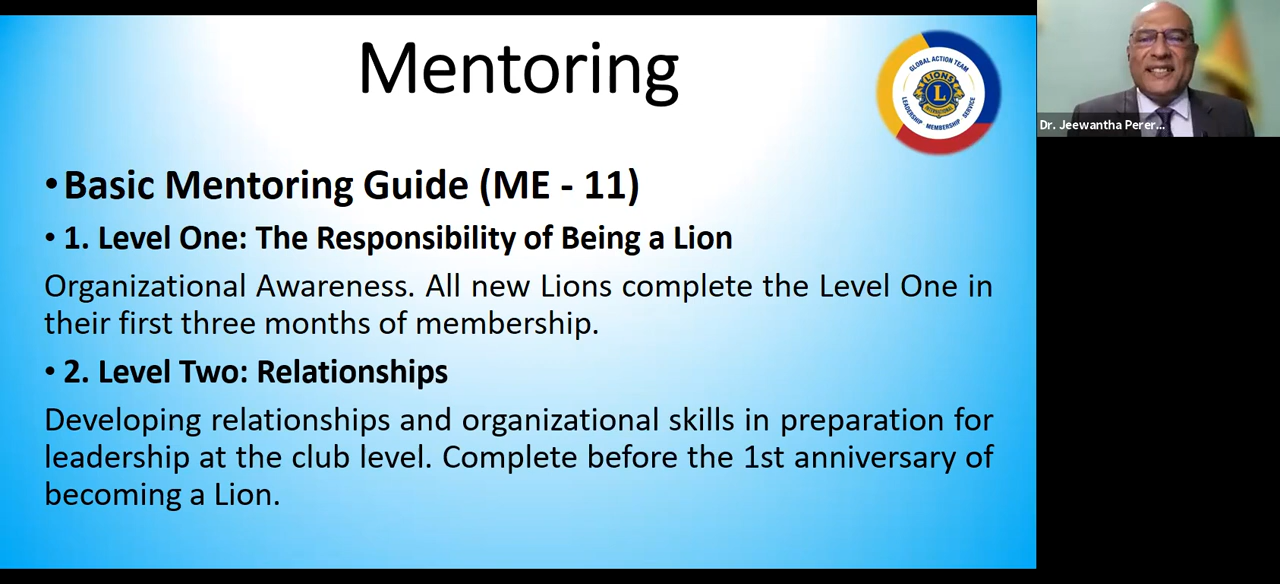 Mentoring
GLOBAL ACTION TEAM
LIONS
L
INTERNATIONAL
LEADERSHIP MEMBERSHIP SERVICE
Dr. Jeewantha Perer...
• Basic Mentoring Guide (ME - 11)
• 1. Level One: The Responsibility of Being a Lion
Organizational Awareness. All new Lions complete the Level One in
their first three months of membership.
• 2. Level Two: Relationships
Developing relationships and organizational skills in preparation for
leadership at the club level. Complete before the 1st anniversary of
becoming a Lion.